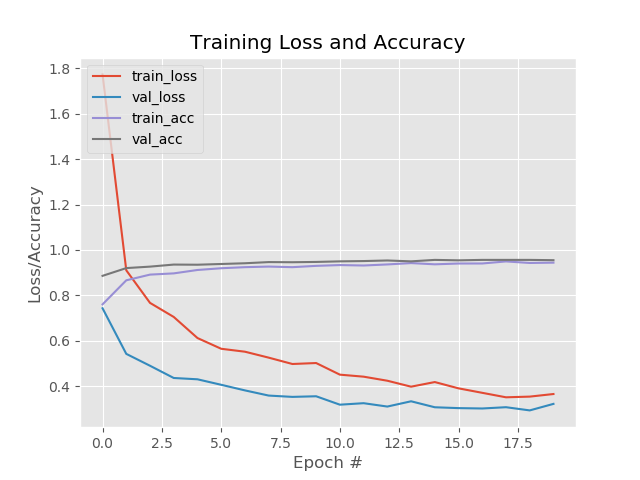 Training Loss and Accuracy
train_loss
val_loss
train_acc
val_acc
Loss/Accuracy
1.8
1.6
1.4
1.2
1.0
0.8
0.6
0.4
0.0 2.5 5.0 7.5 10.0 12.5 15.0 17.5
Epoch #